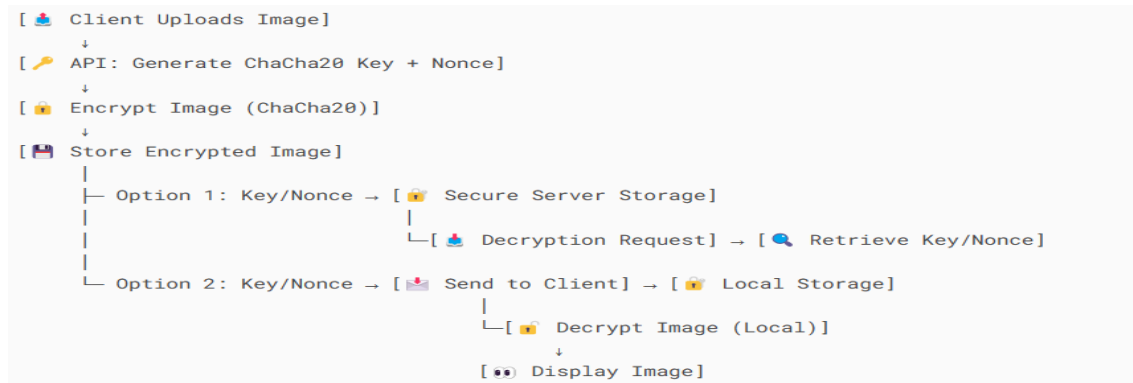 [📤 Client Uploads Image]
↓
[🔑 API: Generate ChaCha20 Key + Nonce]
↓
[🔒 Encrypt Image (ChaCha20)]
↓
[💾 Store Encrypted Image]
│
├─ Option 1: Key/Nonce → [🔐 Secure Server Storage]
│ │
│ └─[📥 Decryption Request] → [🔍 Retrieve Key/Nonce]
│
└─ Option 2: Key/Nonce → [📩 Send to Client] → [🔐 Local Storage]
│
└─[🔓 Decrypt Image (Local)]
↓
[👀 Display Image]